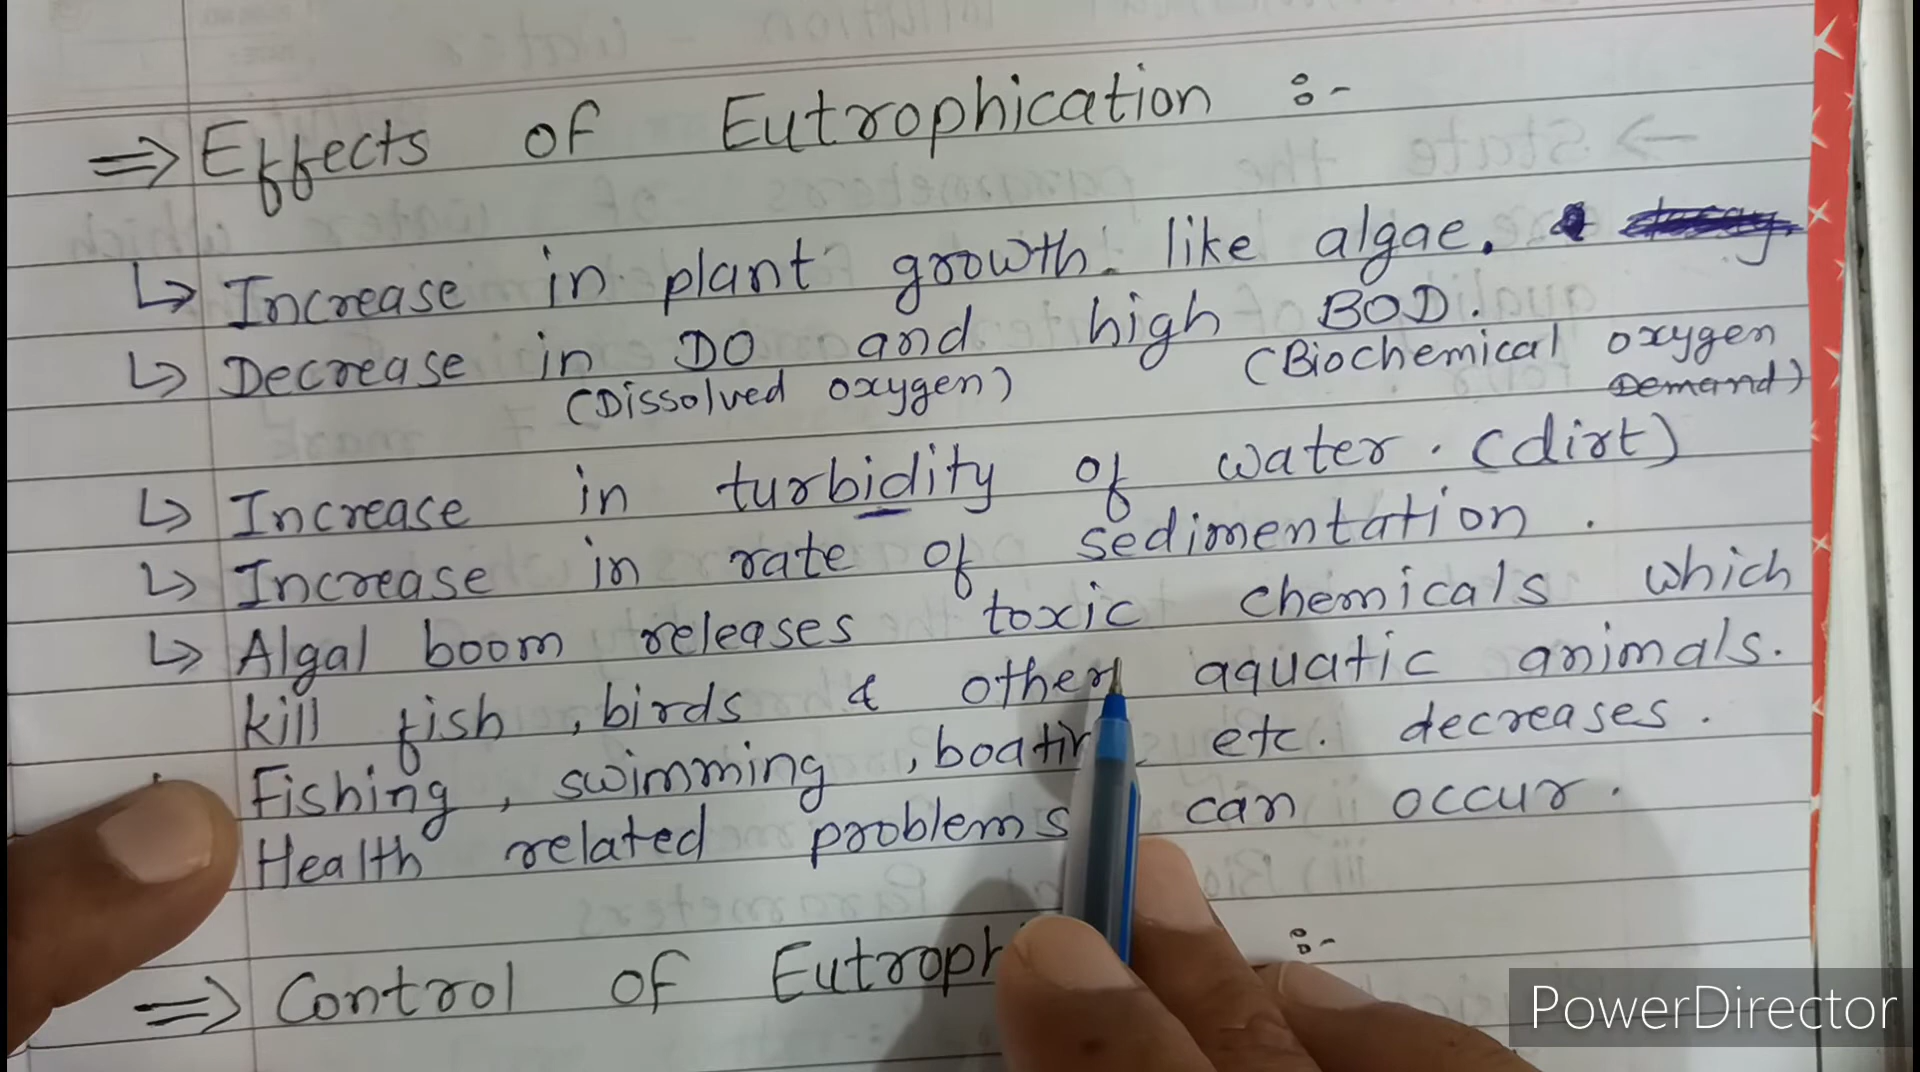 ⇒ Effects of Eutrophication :-
↳ Increase in plant growth like algae.
↳ Decrease in DO and high BOD.
(Dissolved oxygen) (Biochemical oxygen
Demand)
↳ Increase in turbidity of water. (dirt)
↳ Increase in rate of sedimentation.
↳ Algal boom releases toxic chemicals which
kill fish, birds & other aquatic animals.
Fishing, swimming, etc. decreases.
Health related problems can occur.
⇒ Control of :-
PowerDirector